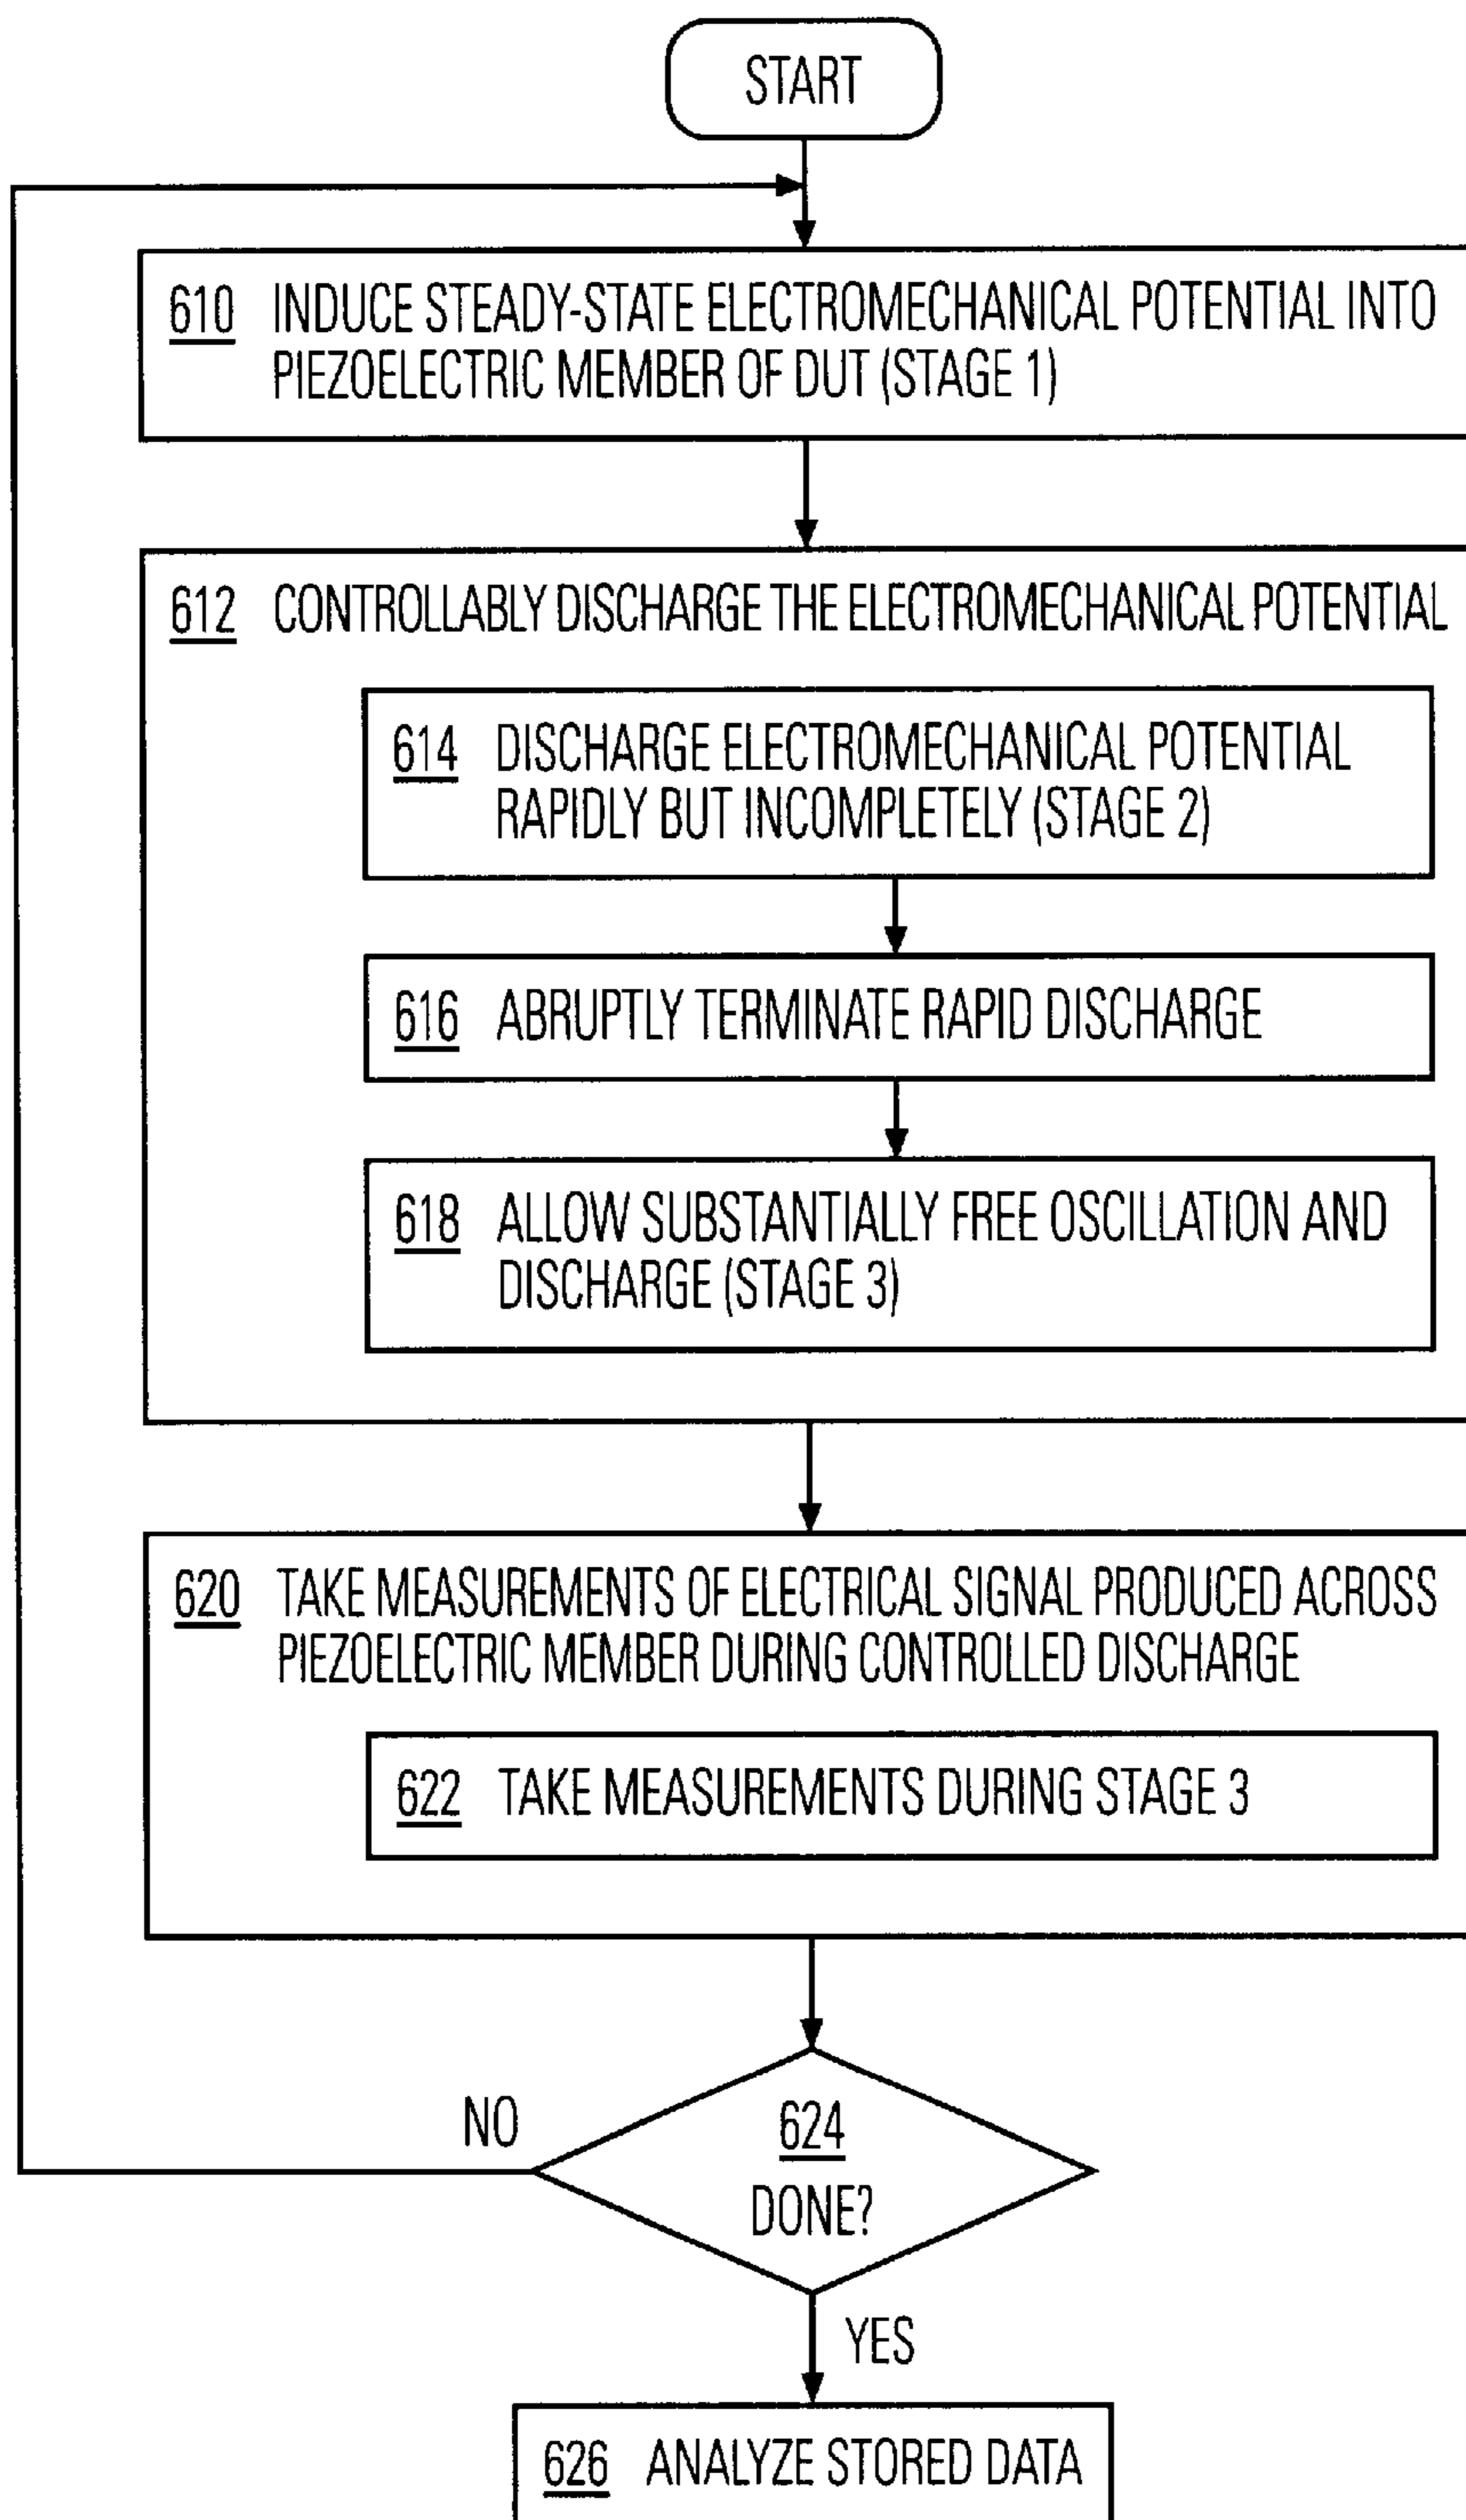 START
610 INDUCE STEADY-STATE ELECTROMECHANICAL POTENTIAL INTO
PIEZOELECTRIC MEMBER OF DUT (STAGE 1)
612 CONTROLLABLY DISCHARGE THE ELECTROMECHANICAL POTENTIAL
614 DISCHARGE ELECTROMECHANICAL POTENTIAL
RAPIDLY BUT INCOMPLETELY (STAGE 2)
616 ABRUPTLY TERMINATE RAPID DISCHARGE
618 ALLOW SUBSTANTIALLY FREE OSCILLATION AND
DISCHARGE (STAGE 3)
620 TAKE MEASUREMENTS OF ELECTRICAL SIGNAL PRODUCED ACROSS
PIEZOELECTRIC MEMBER DURING CONTROLLED DISCHARGE
622 TAKE MEASUREMENTS DURING STAGE 3
NO
624
DONE?
YES
626 ANALYZE STORED DATA